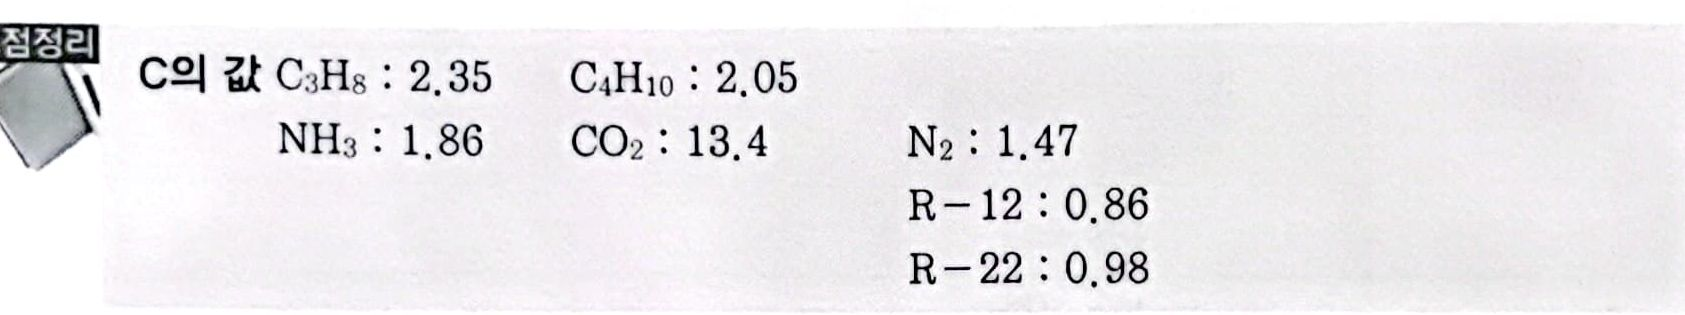 점정리
C의 값 C₃H₈ : 2.35 C₄H₁₀ : 2.05
NH₃ : 1.86 CO₂ : 13.4 N₂ : 1.47
R-12 : 0.86
R-22 : 0.98